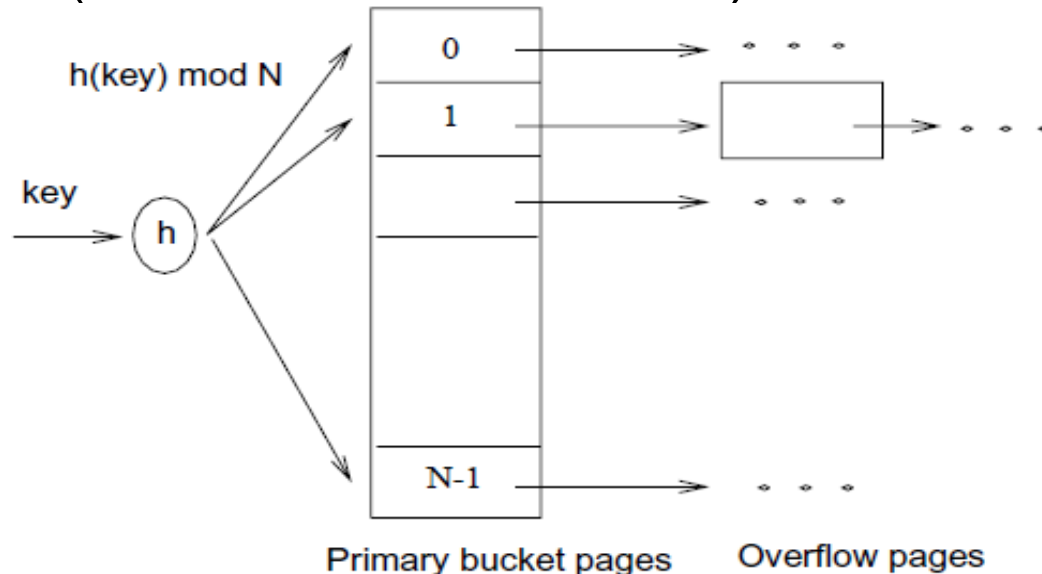 0
h(key) mod N
1
key
h
N-1
Primary bucket pages
Overflow pages